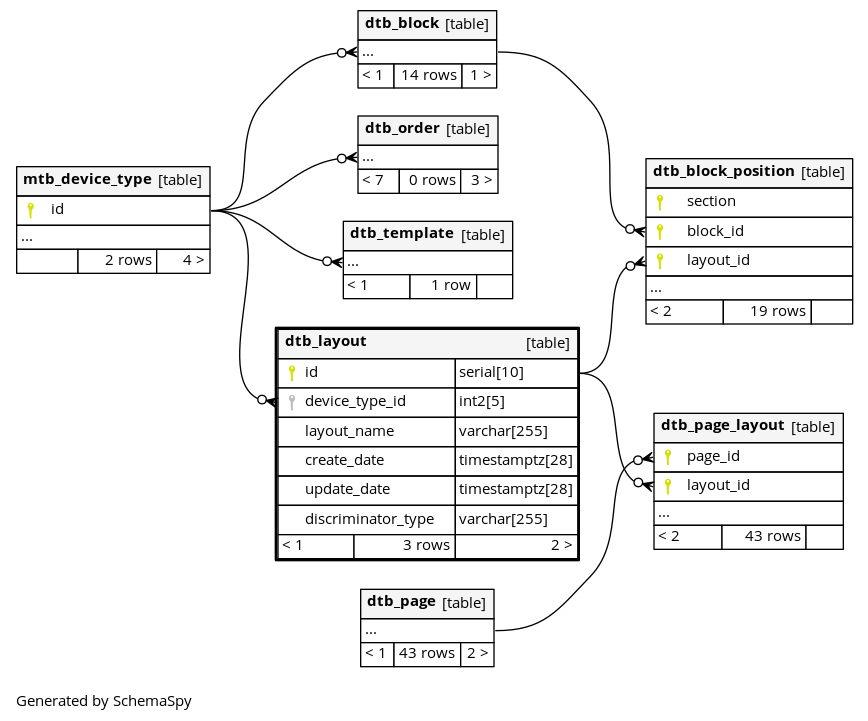 dtb_block [table]
...
< 1 14 rows 1 >
dtb_order [table]
...
< 7 0 rows 3 >
mtb_device_type [table]
id
...
2 rows 4 >
dtb_template [table]
...
< 1 1 row
dtb_block_position [table]
section
block_id
layout_id
...
< 2 19 rows
dtb_layout [table]
id serial[10]
device_type_id int2[5]
layout_name varchar[255]
create_date timestamptz[28]
update_date timestamptz[28]
discriminator_type varchar[255]
< 1 3 rows 2 >
dtb_page_layout [table]
page_id
layout_id
...
< 2 43 rows
dtb_page [table]
...
< 1 43 rows 2 >
Generated by SchemaSpy